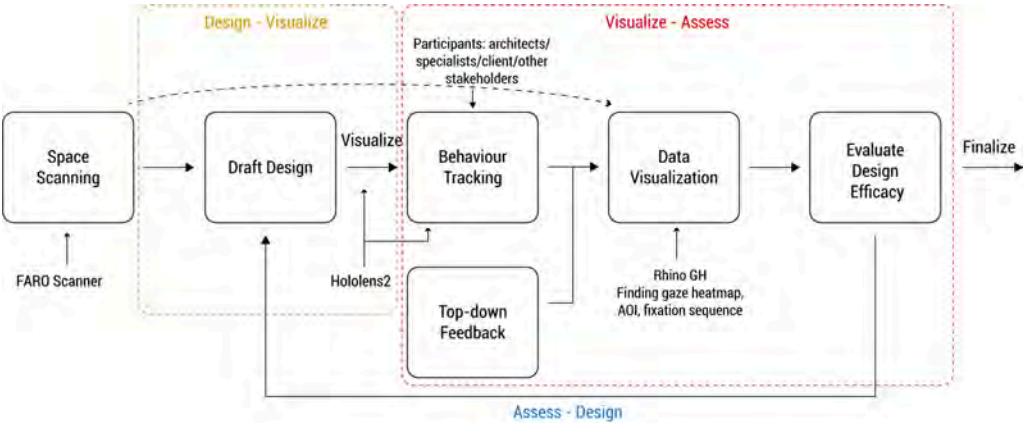 Design - Visualize
Visualize - Assess
Participants: architects/
specialists/client/other
stakeholders
Space
Scanning
Draft Design
Visualize
Behaviour
Tracking
Data
Visualization
Evaluate
Design
Efficacy
Finalize
FARO Scanner
Hololens2
Top-down
Feedback
Rhino GH
Finding gaze heatmap,
AOI, fixation sequence
Assess - Design